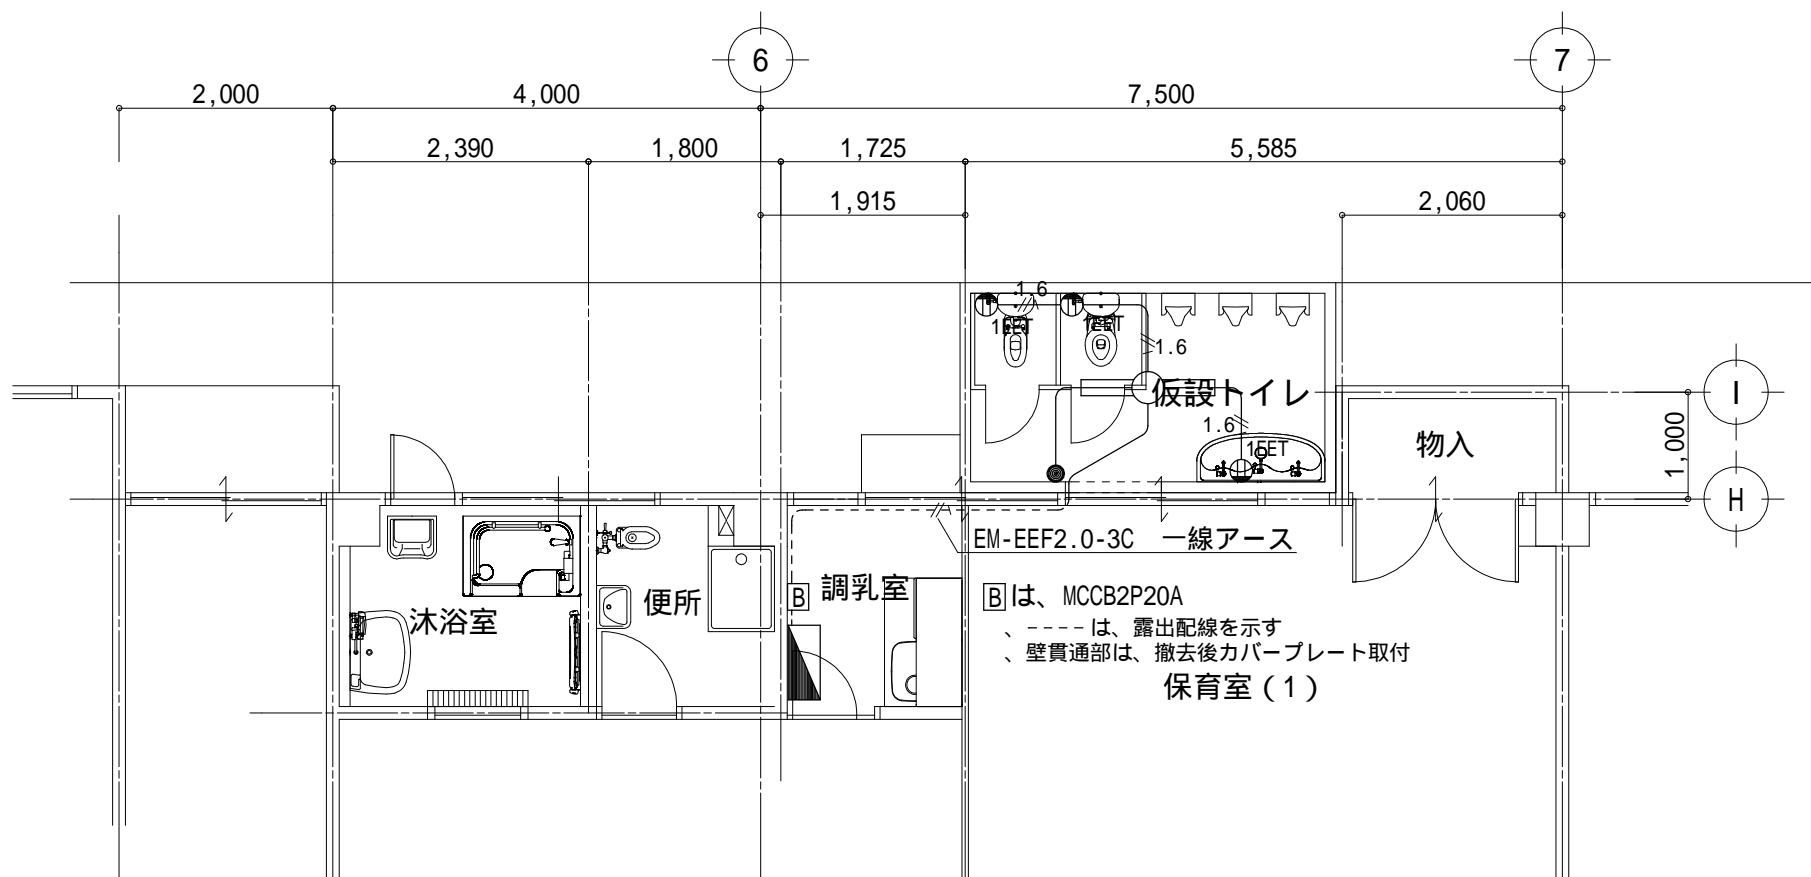 6
7
2,000
4,000
7,500
2,390
1,800
1,725
5,585
1,915
2,060
1.6
1EET
1EET
1.6
仮設トイレ
I
1.6
1EET
物入
1,000
H
EM-EEF2.0-3C 一線アース
B
調乳室
便所
沐浴室
Bは、MCCB2P20A
、----は、露出配線を示す
、壁貫通部は、撤去後カバープレート取付
保育室(1)